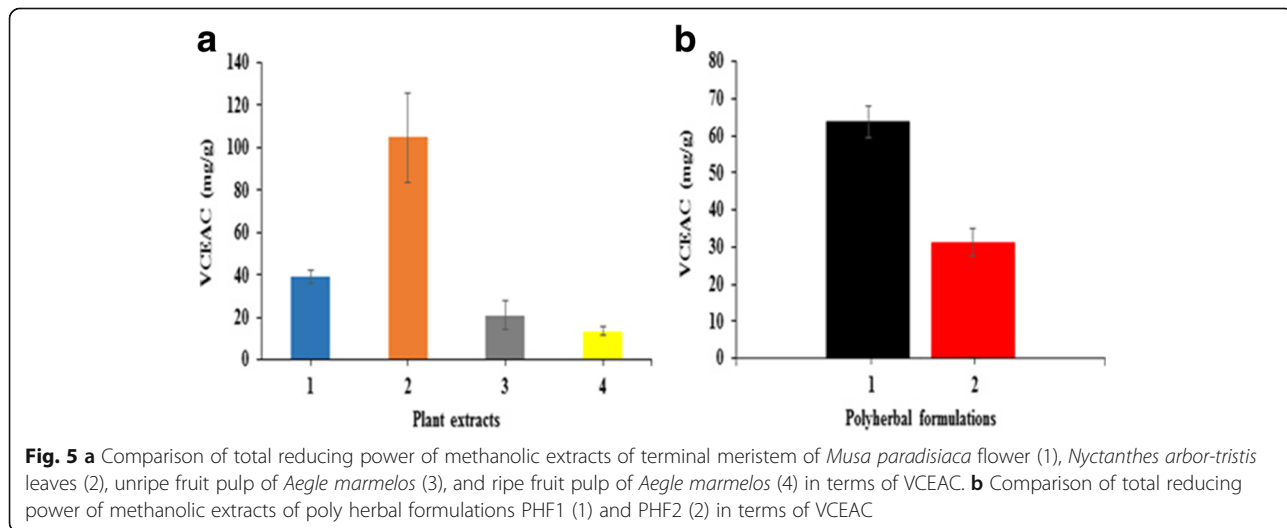 a
VCEAC (mg/g)
140
120
100
80
60
40
20
0
1 2 3 4
Plant extracts
b
VCEAC (mg/g)
80
70
60
50
40
30
20
10
0
1 2
Polyherbal formulations
Fig. 5 a Comparison of total reducing power of methanolic extracts of terminal meristem of Musa paradisiaca flower (1), Nyctanthes arbor-tristis
leaves (2), unripe fruit pulp of Aegle marmelos (3), and ripe fruit pulp of Aegle marmelos (4) in terms of VCEAC. b Comparison of total reducing
power of methanolic extracts of poly herbal formulations PHF1 (1) and PHF2 (2) in terms of VCEAC